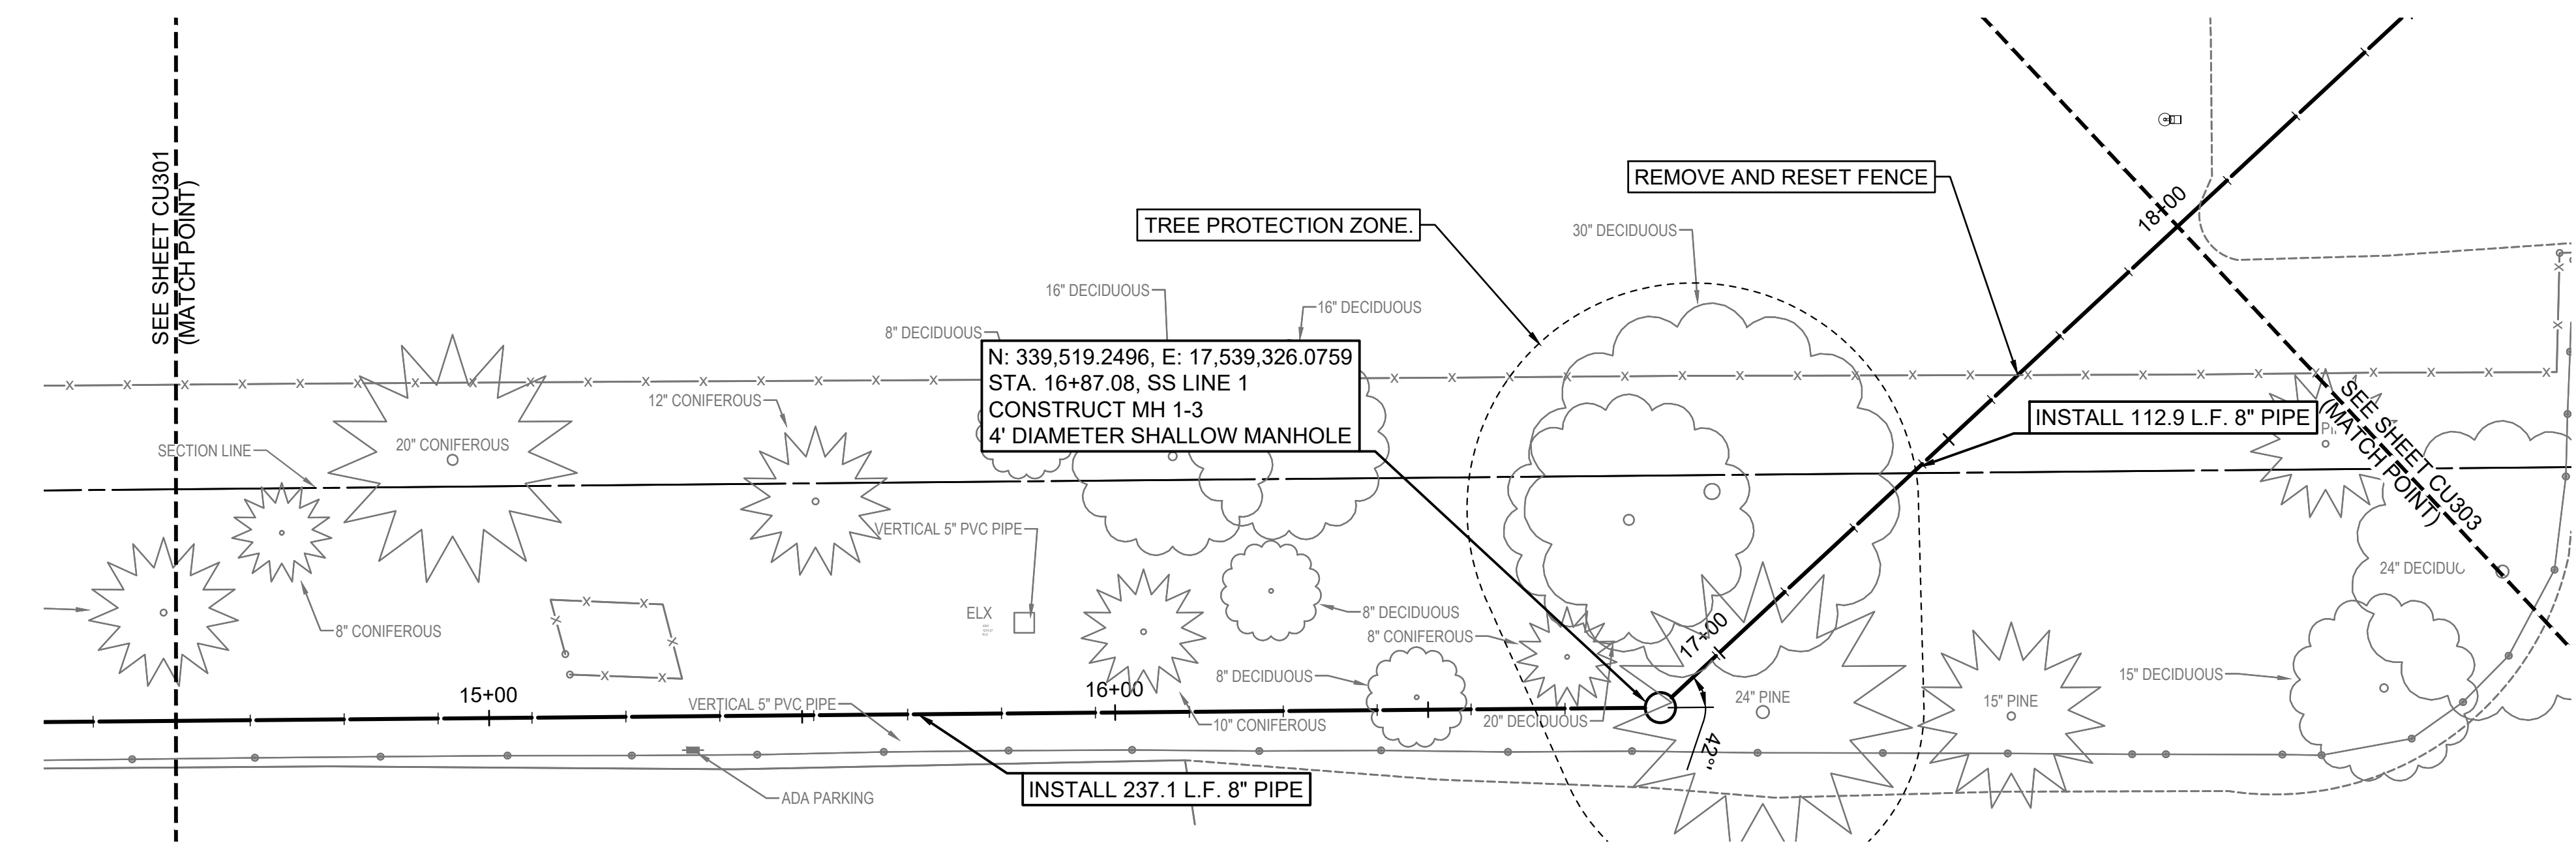 SEE SHEET CU301
(MATCH POINT)
18+00
REMOVE AND RESET FENCE
TREE PROTECTION ZONE.
30" DECIDUOUS
16" DECIDUOUS
16" DECIDUOUS
8" DECIDUOUS
N: 339,519.2496, E: 17,539,326.0759
STA. 16+87.08, SS LINE 1
CONSTRUCT MH 1-3
4' DIAMETER SHALLOW MANHOLE
12" CONIFEROUS
INSTALL 112.9 L.F. 8" PIPE
SEE SHEET CU303
(MATCH POINT)
SECTION LINE
20" CONIFEROUS
VERTICAL 5" PVC PIPE
24" DECIDUC
ELX
8" DECIDUOUS
8" CONIFEROUS
8" CONIFEROUS
17+00
8" DECIDUOUS
15" DECIDUOUS
15+00
16+00
VERTICAL 5" PVC PIPE
24" PINE
15" PINE
10" CONIFEROUS
20" DECIDUOUS
42°
INSTALL 237.1 L.F. 8" PIPE
ADA PARKING